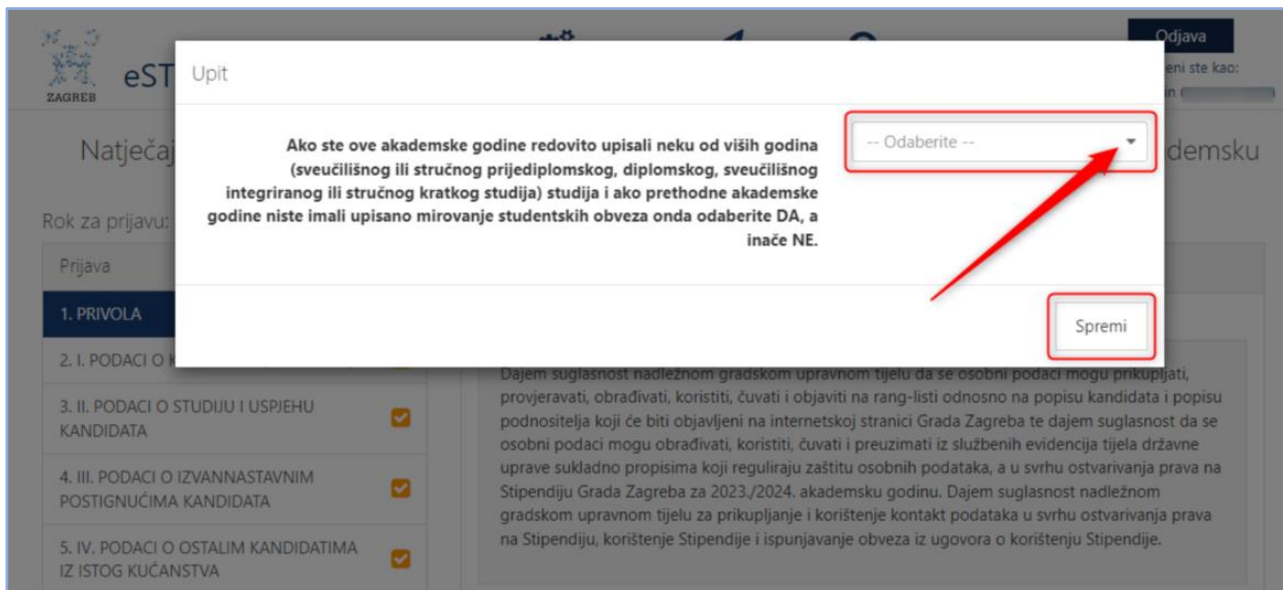 Odjava
eST
ZAGREB
eni ste kao:
Upit
Natječaj
demsku
Ako ste ove akademske godine redovito upisali neku od viših godina
(sveučilišnog ili stručnog prijediplomskog, diplomskog, sveučilišnog
integriranog ili stručnog kratkog studija) studija i ako prethodne akademske
godine niste imali upisano mirovanje studentskih obveza onda odaberite DA, a
inače NE.
-- Odaberite --
Rok za prijavu:
Spremi
Prijava
1. PRIVOLA
2. I. PODACI O
3. II. PODACI O STUDIJU I USPJEHU
KANDIDATA
4. III. PODACI O IZVANNASTAVNIM
POSTIGNUĆIMA KANDIDATA
5. IV. PODACI O OSTALIM KANDIDATIMA
IZ ISTOG KUĆANSTVA
Dajem suglasnost nadležnom gradskom upravnom tijelu da se osobni podaci mogu prikupljati,
provjeravati, obrađivati, koristiti, čuvati i objaviti na rang-listi odnosno na popisu kandidata i popisu
podnositelja koji će biti objavljeni na internetskoj stranici Grada Zagreba te dajem suglasnost da se
osobni podaci mogu obrađivati, koristiti, čuvati i preuzimati iz službenih evidencija tijela državne
uprave sukladno propisima koji reguliraju zaštitu osobnih podataka, a u svrhu ostvarivanja prava na
Stipendiju Grada Zagreba za 2023./2024. akademsku godinu. Dajem suglasnost nadležnom
gradskom upravnom tijelu za prikupljanje i korištenje kontakt podataka u svrhu ostvarivanja prava
na Stipendiju, korištenje Stipendije i ispunjavanje obveza iz ugovora o korištenju Stipendije.